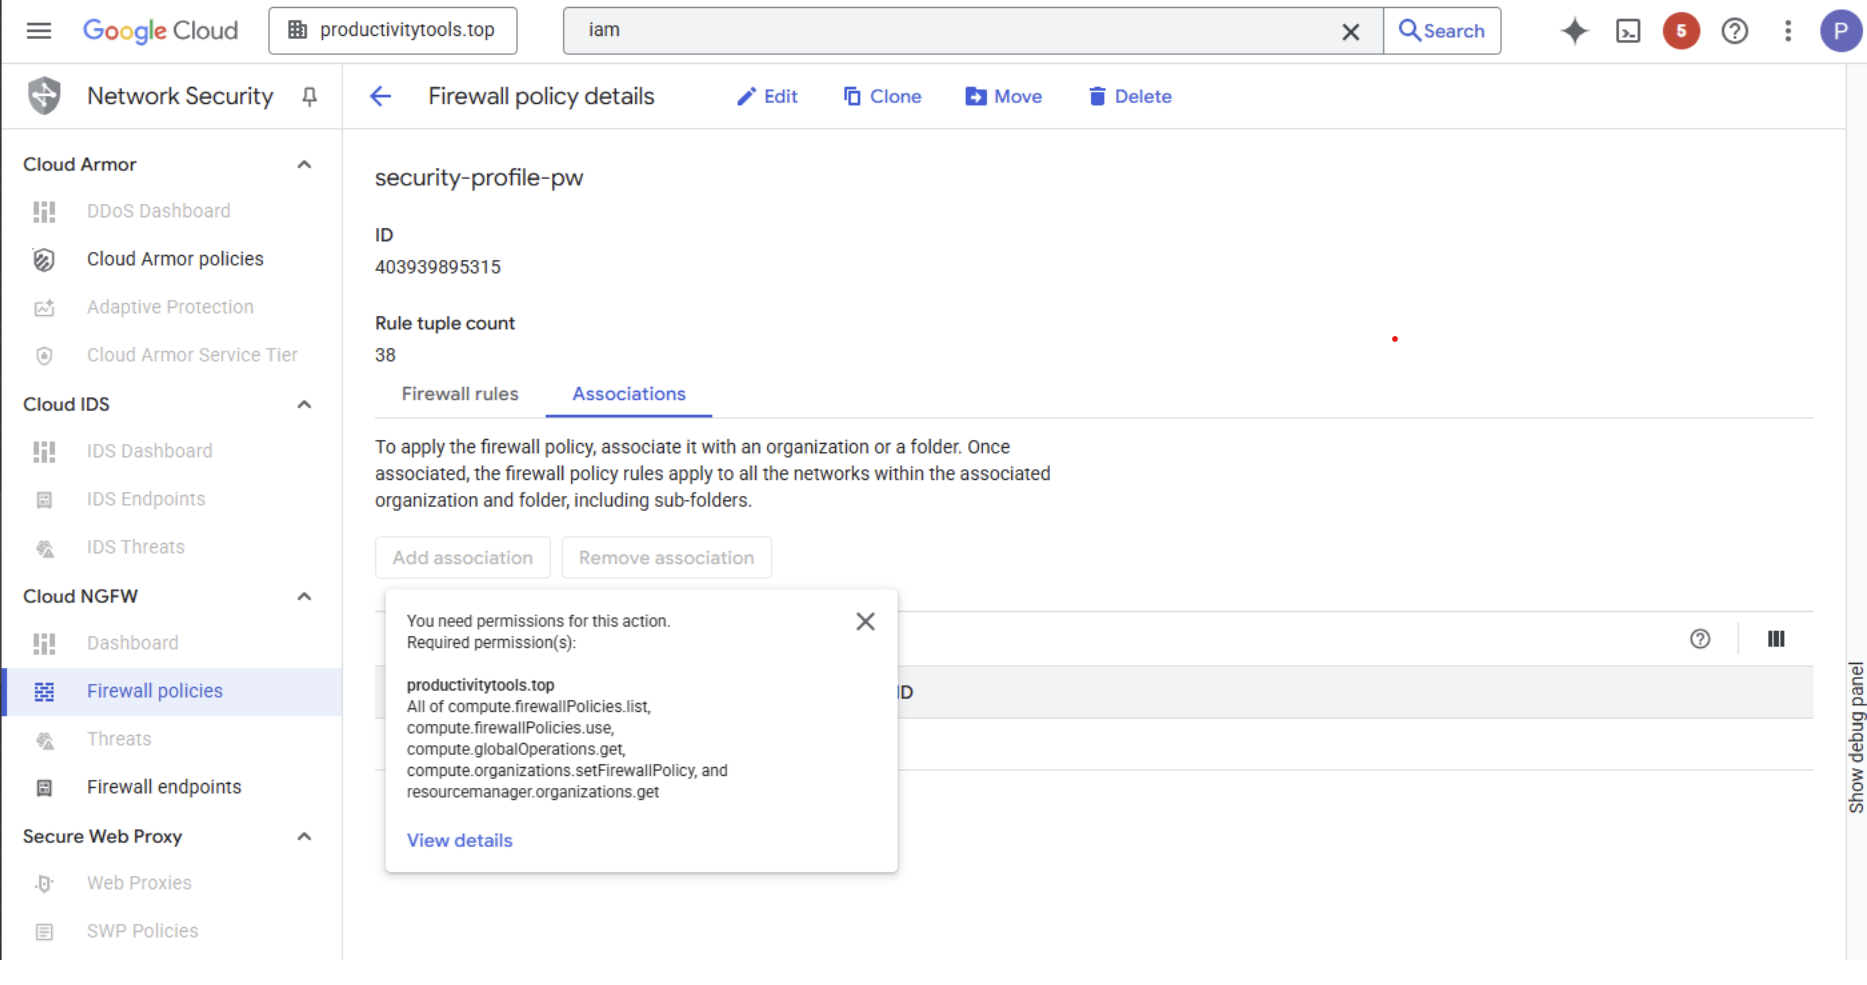 Google Cloud
productivitytools.top
iam
Search
5
P
Network Security
Firewall policy details
Edit
Clone
Move
Delete
Cloud Armor
DDoS Dashboard
Cloud Armor policies
Adaptive Protection
Cloud Armor Service Tier
Cloud IDS
IDS Dashboard
IDS Endpoints
IDS Threats
Cloud NGFW
Dashboard
Firewall policies
Threats
Firewall endpoints
Secure Web Proxy
Web Proxies
SWP Policies
security-profile-pw
ID
403939895315
Rule tuple count
38
Firewall rules
Associations
To apply the firewall policy, associate it with an organization or a folder. Once
associated, the firewall policy rules apply to all the networks within the associated
organization and folder, including sub-folders.
Add association
Remove association
You need permissions for this action.
Required permission(s):
productivitytools.top
All of compute.firewallPolicies.list,
compute.firewallPolicies.use,
compute.globalOperations.get,
compute.organizations.setFirewallPolicy, and
resourcemanager.organizations.get
View details
ID
Show debug panel